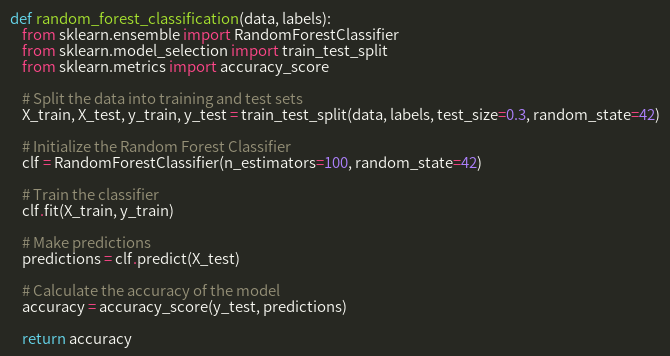 def random_forest_classification(data, labels):
    from sklearn.ensemble import RandomForestClassifier
    from sklearn.model_selection import train_test_split
    from sklearn.metrics import accuracy_score

    # Split the data into training and test sets
    X_train, X_test, y_train, y_test = train_test_split(data, labels, test_size=0.3, random_state=42)

    # Initialize the Random Forest Classifier
    clf = RandomForestClassifier(n_estimators=100, random_state=42)

    # Train the classifier
    clf.fit(X_train, y_train)

    # Make predictions
    predictions = clf.predict(X_test)

    # Calculate the accuracy of the model
    accuracy = accuracy_score(y_test, predictions)

    return accuracy